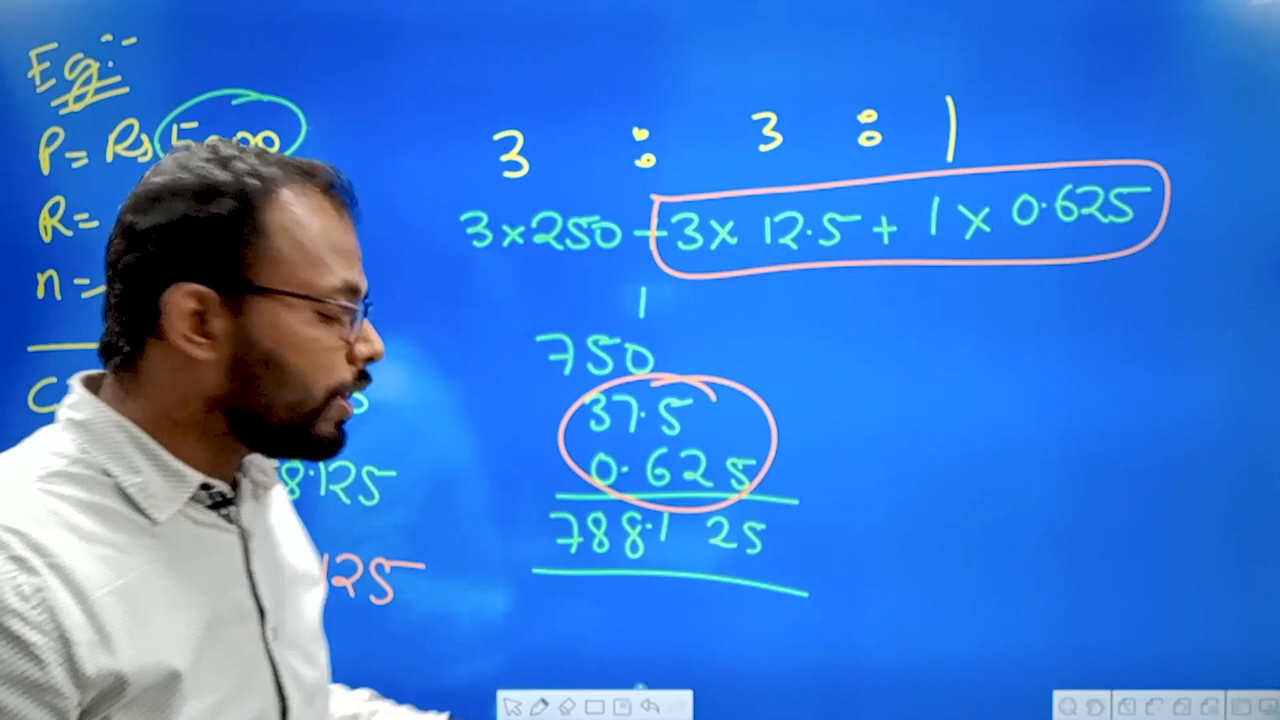 Eg:-
P= Rs 5000
R=
n=
3 : 3 : 1
3×250 + 3× 12.5 + 1 × 0.625
1
750
37.5
0.625
788.125
C
8.125
125